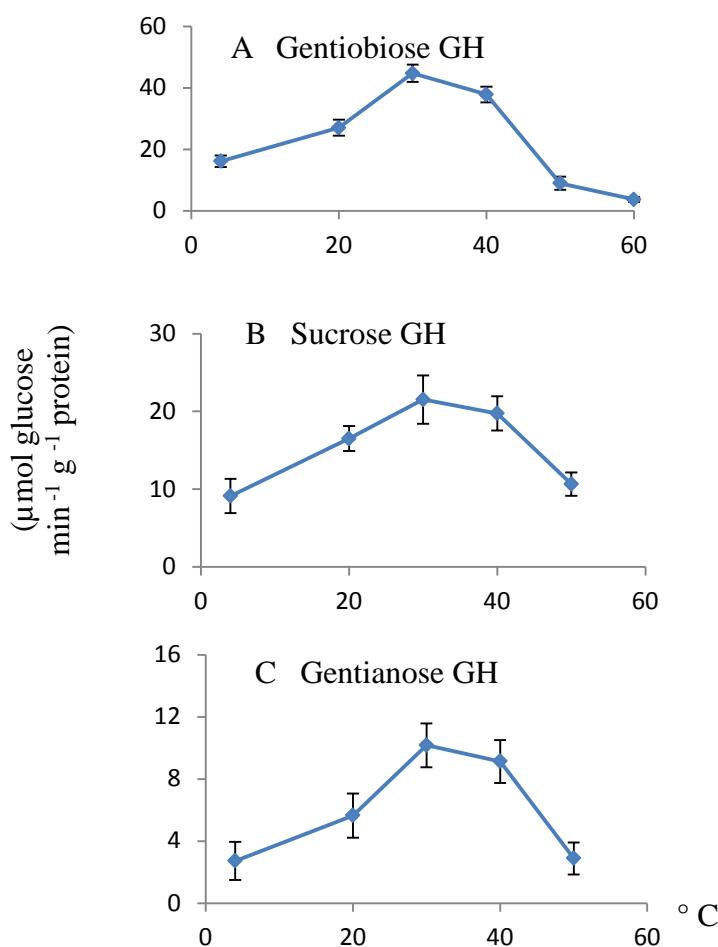 60
A Gentiobiose GH
40
20
0
0 20 40 60
30
B Sucrose GH
20
10
0
0 20 40 60
(µmol glucose
min -1 g -1 protein)
16
C Gentianose GH
12
8
4
0
0 20 40 60
° C